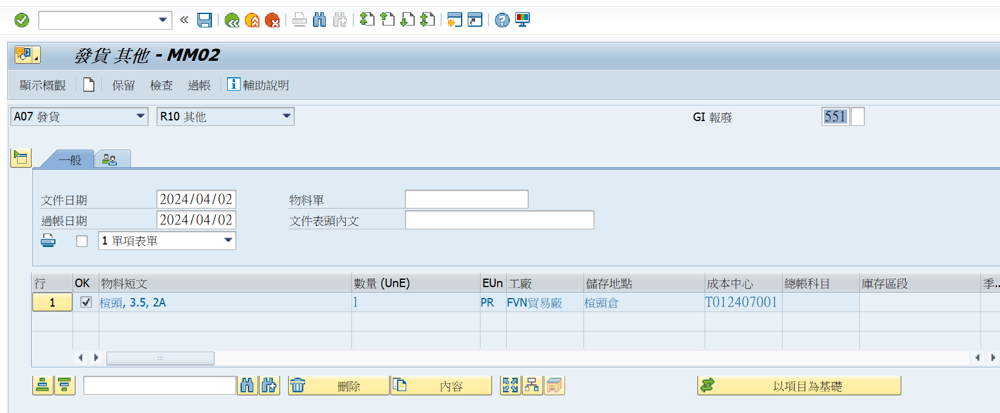 發貨 其他 - MM02
顯示概觀 保留 檢查 過帳 輔助說明
A07 發貨 R10 其他 GI 報廢 551
一般
文件日期 2024/04/02 物料單
過帳日期 2024/04/02 文件表頭內文
1 單項表單
行 OK 物料短文 數量 (UnE) EUn 工廠 儲存地點 成本中心 總帳科目 庫存區段 季...
1 楦頭, 3.5, 2A 1 PR FVN貿易廠 楦頭倉 T012407001
刪除 內容 以項目為基礎